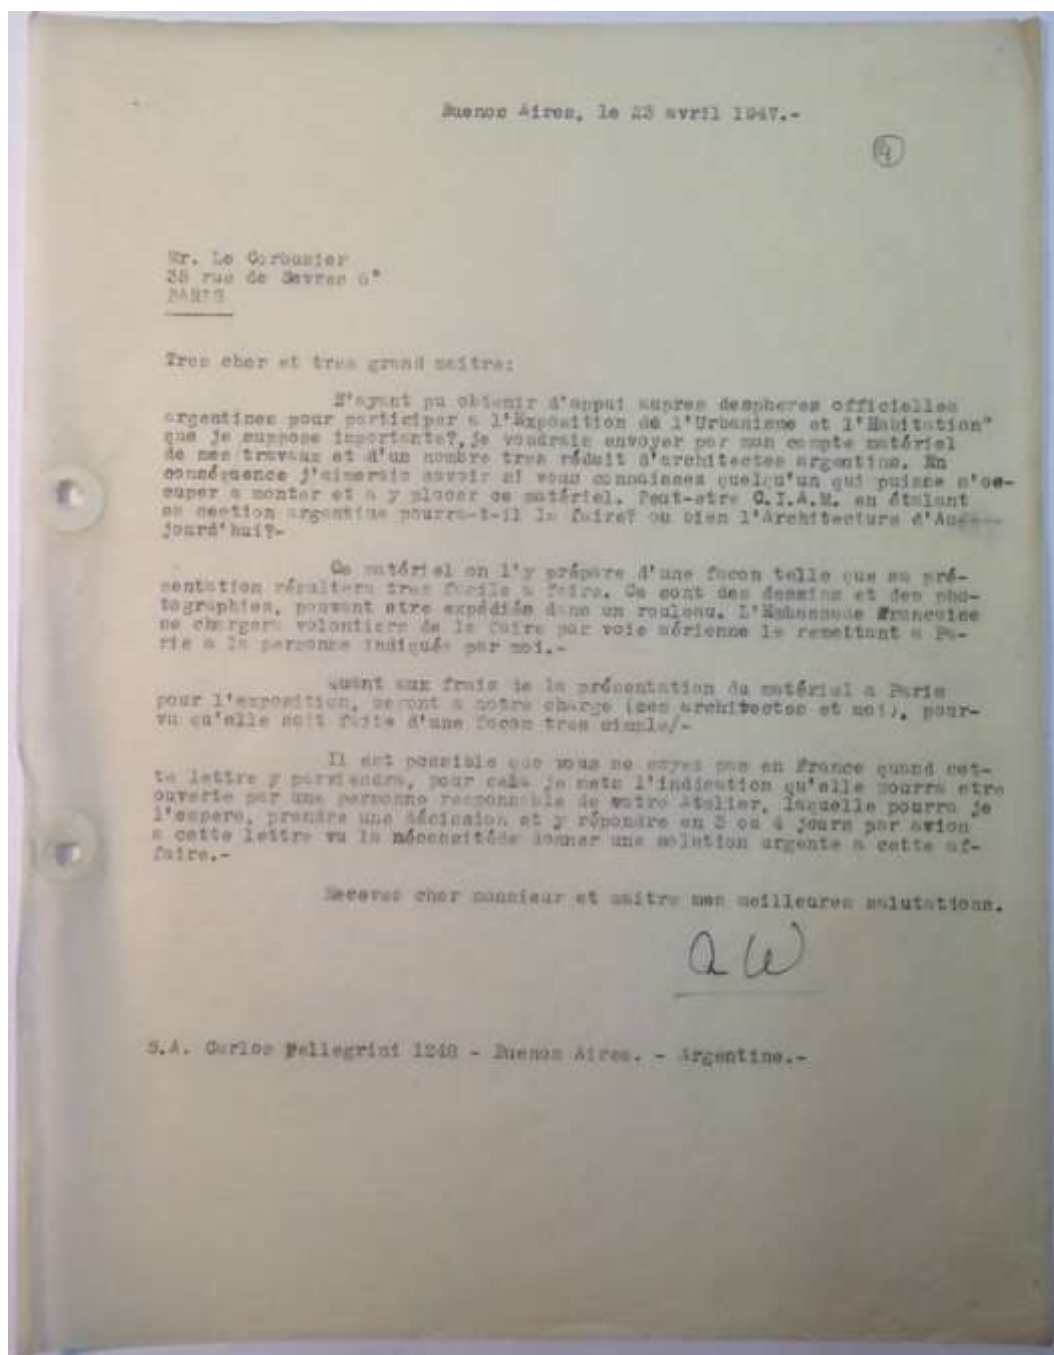 Buenos Aires, le 23 avril 1947.-
4
Mr. Le Corbusier
35 rue de Sevres 6°
PARIS
Tres cher et tres grand maitre:
N'ayant pu obtenir d'appui aupres despheres officielles
argentines pour participer a l'Exposition de l'Urbanisme et l'Habitation"
que je suppose importante?, je voudrais envoyer par mon compte matériel
de mes travaux et d'un nombre tres réduit d'architectes argentins. En
conséquence j'aimerais savoir si vous connaisses quelqu'un qui puisse s'oc-
cuper a monter et a y placer ce matériel. Peut-etre C.I.A.M. en étalant
sa section argentine pourra-t-il le faire? ou bien l'Architecture d'Au
jourd'hui?-
Ce matériel on l'y prépare d'une facon telle que sa pré-
sentation résultera tres facile a faire. Ce sont des dessins et des pho-
tographies, pouvant etre expédiés dans un rouleau. L'Embassade Francaise
se chargera volontiers de le faire par voie aérienne le remettant a Pa-
ris a la personne indiqués par moi.-
Quant aux frais de la présentation du matériel a Paris
pour l'exposition, seront a notre charge (mes architectes et moi), pour-
vu qu'elle soit faite d'une facon tres simple/-
Il est possible que vous ne soyes pas en France quand cet-
te lettre y parviendra, pour cela je mets l'indication qu'elle pourra etre
ouverte par une personne responsable de votre Atelier, laquelle pourra je
l'espere, prendre une décission et y répondre en 3 ou 4 jours par avion
a cette lettre vu la nécessitéde donner une solution urgente a cette af-
faire.-
Recevez cher monsieur et maitre mes meilleures salutations.
a W
S.A. Carlos Pellegrini 1248 - Buenos Aires. - Argentine.-